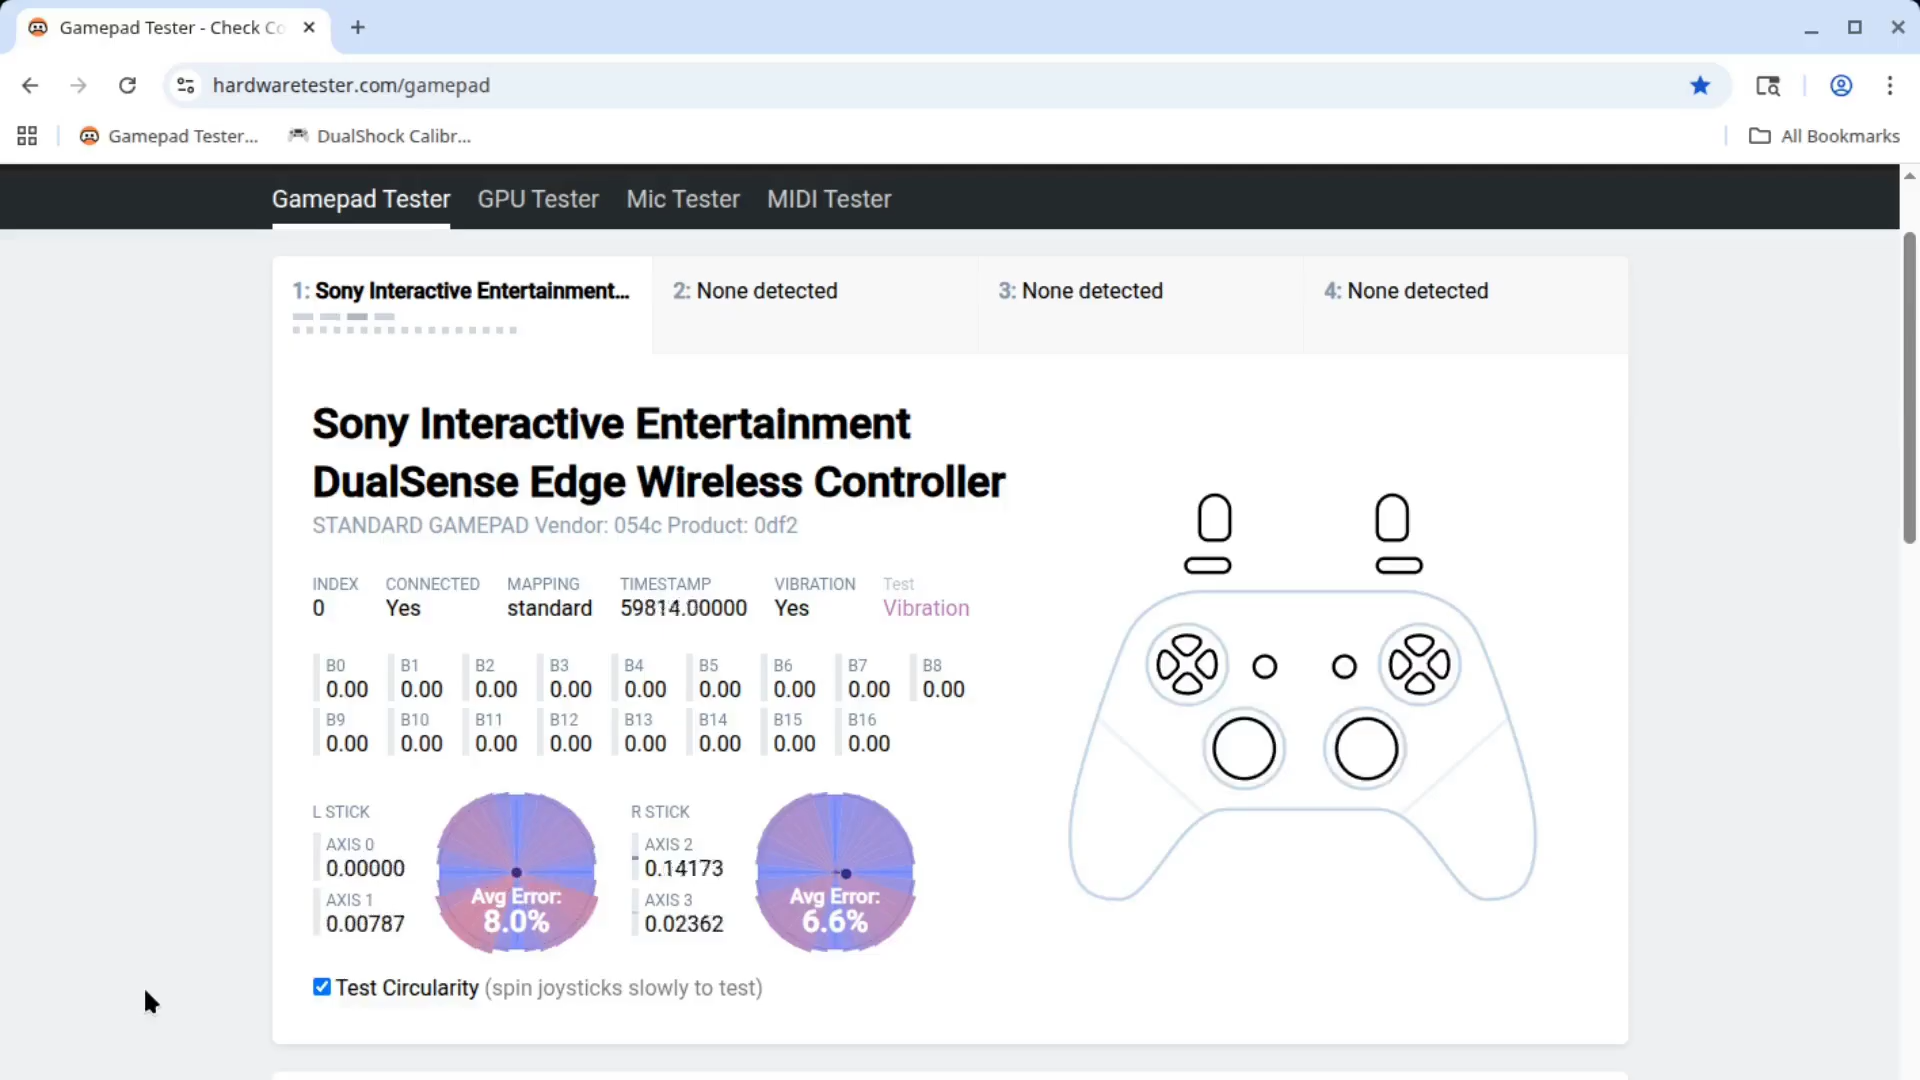 Gamepad Tester - Check Co
hardwaretester.com/gamepad
Gamepad Tester... DualShock Calibr... All Bookmarks
Gamepad Tester GPU Tester Mic Tester MIDI Tester
1: Sony Interactive Entertainment... 2: None detected 3: None detected 4: None detected
Sony Interactive Entertainment
DualSense Edge Wireless Controller
STANDARD GAMEPAD Vendor: 054c Product: 0df2
INDEX CONNECTED MAPPING TIMESTAMP VIBRATION Test
0 Yes standard 59814.00000 Yes Vibration
B0 B1 B2 B3 B4 B5 B6 B7 B8
0.00 0.00 0.00 0.00 0.00 0.00 0.00 0.00 0.00
B9 B10 B11 B12 B13 B14 B15 B16
0.00 0.00 0.00 0.00 0.00 0.00 0.00 0.00
L STICK R STICK
AXIS 0 AXIS 2
0.00000 0.14173
AXIS 1 Avg Error: AXIS 3 Avg Error:
0.00787 8.0% 0.02362 6.6%
Test Circularity (spin joysticks slowly to test)